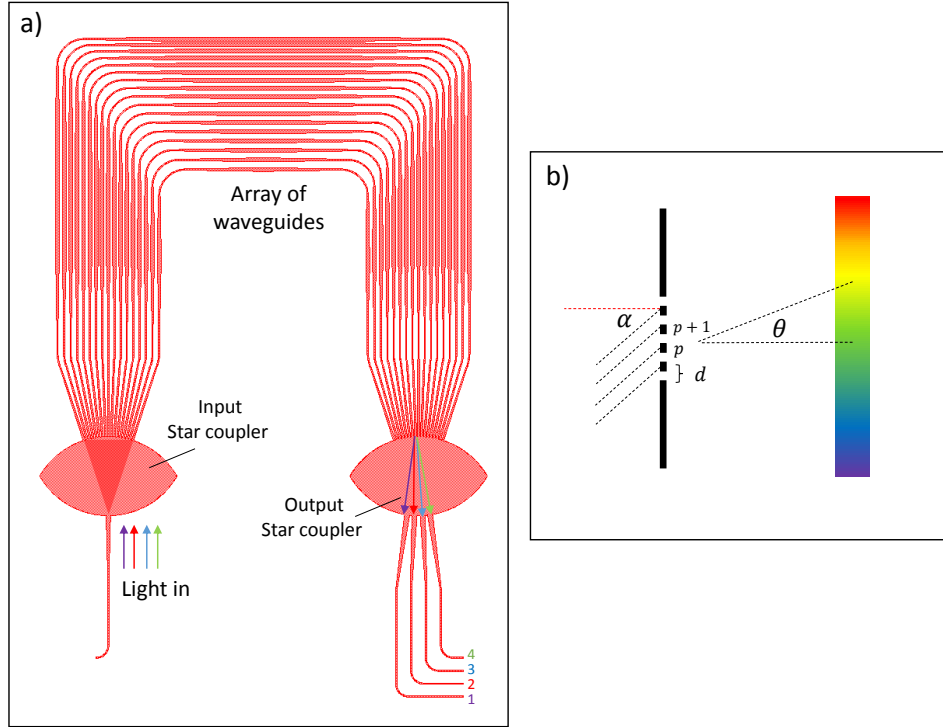 a)
Array of
waveguides
Input
Star coupler
Output
Star coupler
Light in
4
3
2
1
b)
α
p + 1
p
d
θ